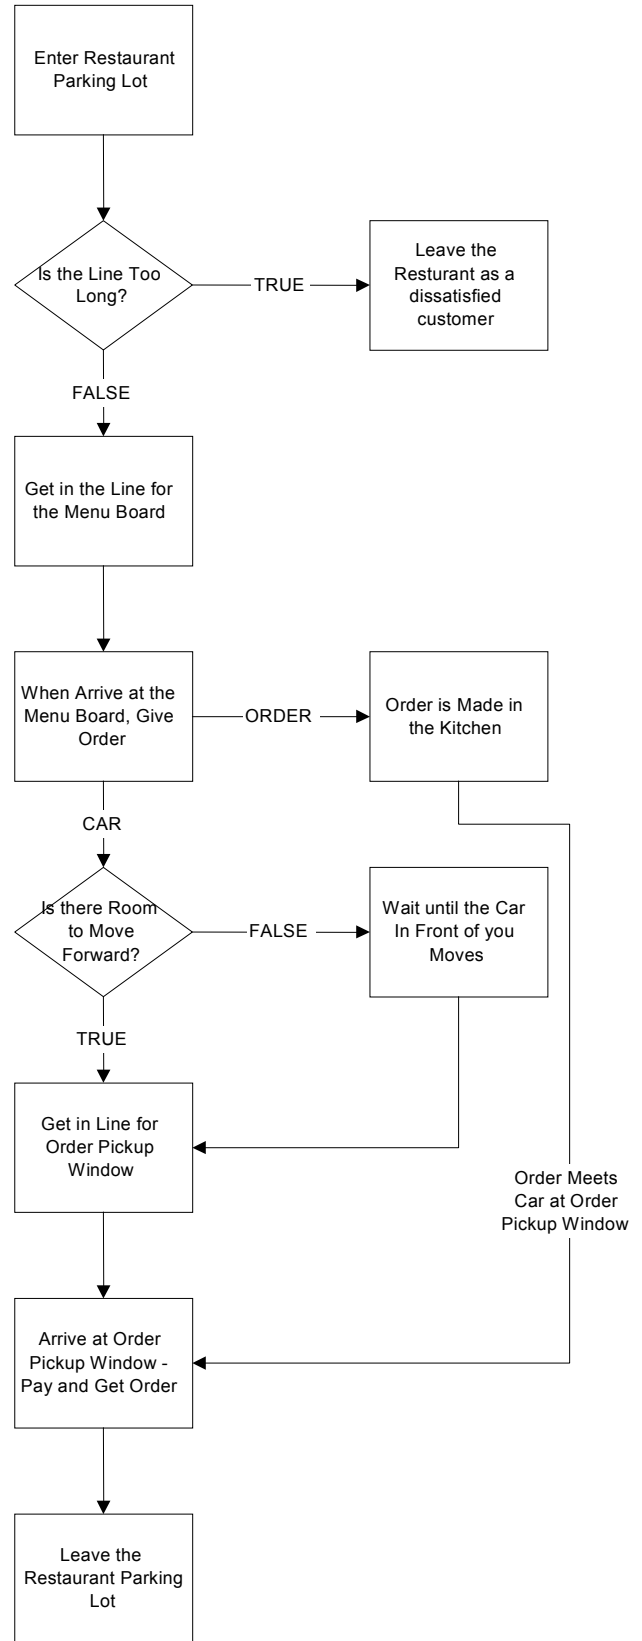 Enter Restaurant
Parking Lot
Is the Line Too
Long?
TRUE
Leave the
Resturant as a
dissatisfied
customer
FALSE
Get in the Line for
the Menu Board
When Arrive at the
Menu Board, Give
Order
ORDER
Order is Made in
the Kitchen
CAR
Is there Room
to Move
Forward?
FALSE
Wait until the Car
In Front of you
Moves
TRUE
Get in Line for
Order Pickup
Window
Order Meets
Car at Order
Pickup Window
Arrive at Order
Pickup Window -
Pay and Get Order
Leave the
Restaurant Parking
Lot